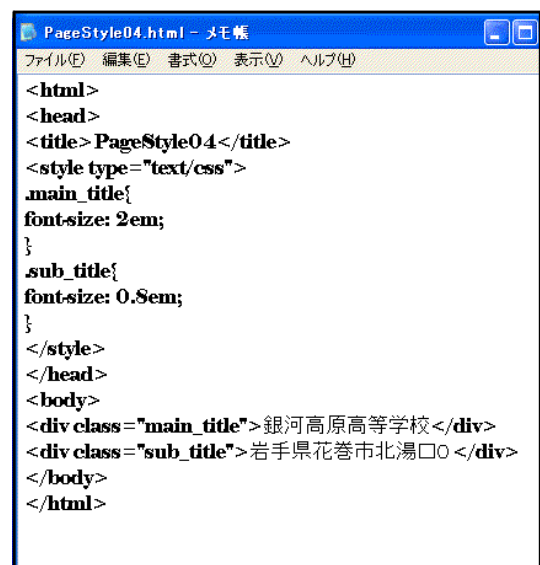 PageStyle04.html - メモ帳
ファイル(F) 編集(E) 書式(O) 表示(V) ヘルプ(H)
<html>
<head>
<title>PageStyle04</title>
<style type="text/css">
.main_title{
font-size: 2em;
}
.sub_title{
font-size: 0.8em;
}
</style>
</head>
<body>
<div class="main_title">銀河高原高等学校</div>
<div class="sub_title">岩手県花巻市北湯口0</div>
</body>
</html>